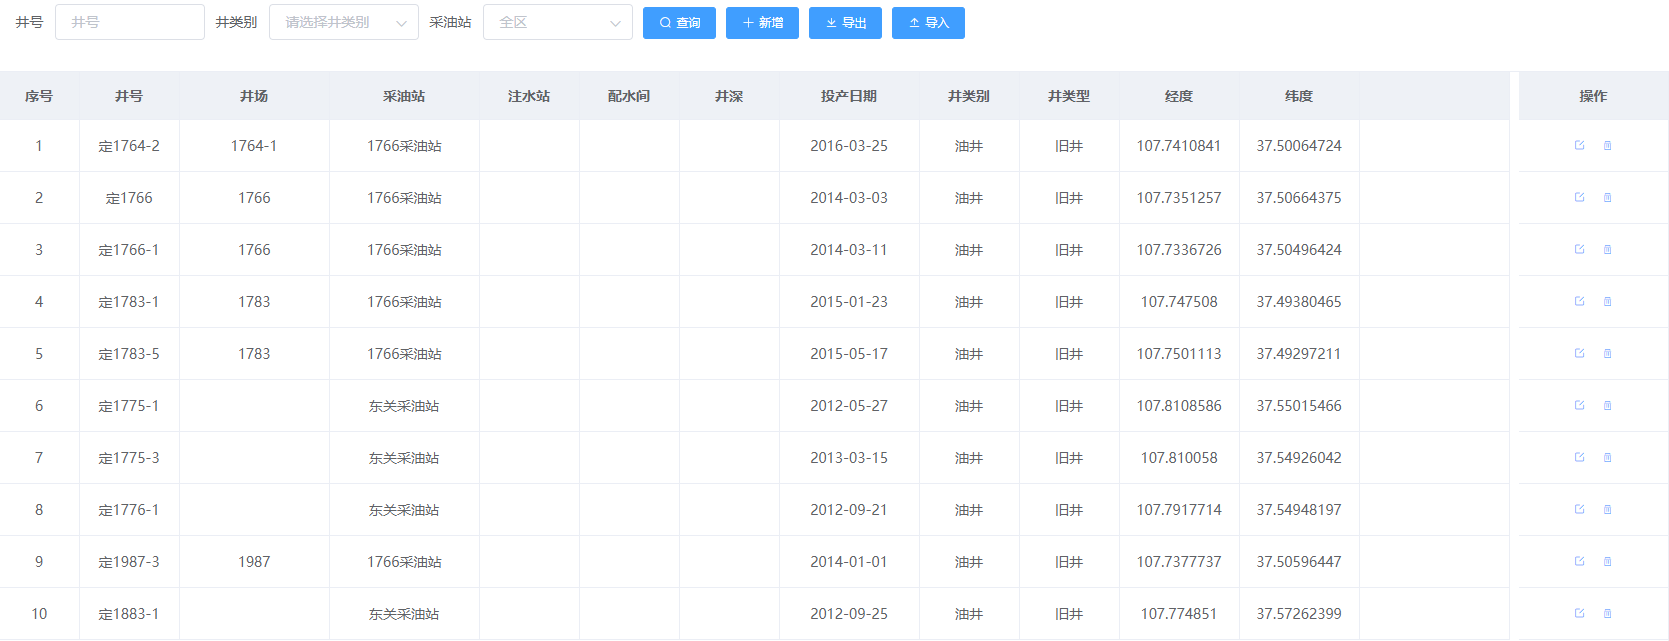 井号 井号 井类别 请选择井类别 采油站 全区 查询 新增 导出 导入
序号 井号 井场 采油站 注水站 配水间 井深 投产日期 井类别 井类型 经度 纬度 操作
1 定1764-2 1764-1 1766采油站 2016-03-25 油井 旧井 107.7410841 37.50064724
2 定1766 1766 1766采油站 2014-03-03 油井 旧井 107.7351257 37.50664375
3 定1766-1 1766 1766采油站 2014-03-11 油井 旧井 107.7336726 37.50496424
4 定1783-1 1783 1766采油站 2015-01-23 油井 旧井 107.747508 37.49380465
5 定1783-5 1783 1766采油站 2015-05-17 油井 旧井 107.7501113 37.49297211
6 定1775-1 东关采油站 2012-05-27 油井 旧井 107.8108586 37.55015466
7 定1775-3 东关采油站 2013-03-15 油井 旧井 107.810058 37.54926042
8 定1776-1 东关采油站 2012-09-21 油井 旧井 107.7917714 37.54948197
9 定1987-3 1987 1766采油站 2014-01-01 油井 旧井 107.7377737 37.50596447
10 定1883-1 东关采油站 2012-09-25 油井 旧井 107.774851 37.57262399